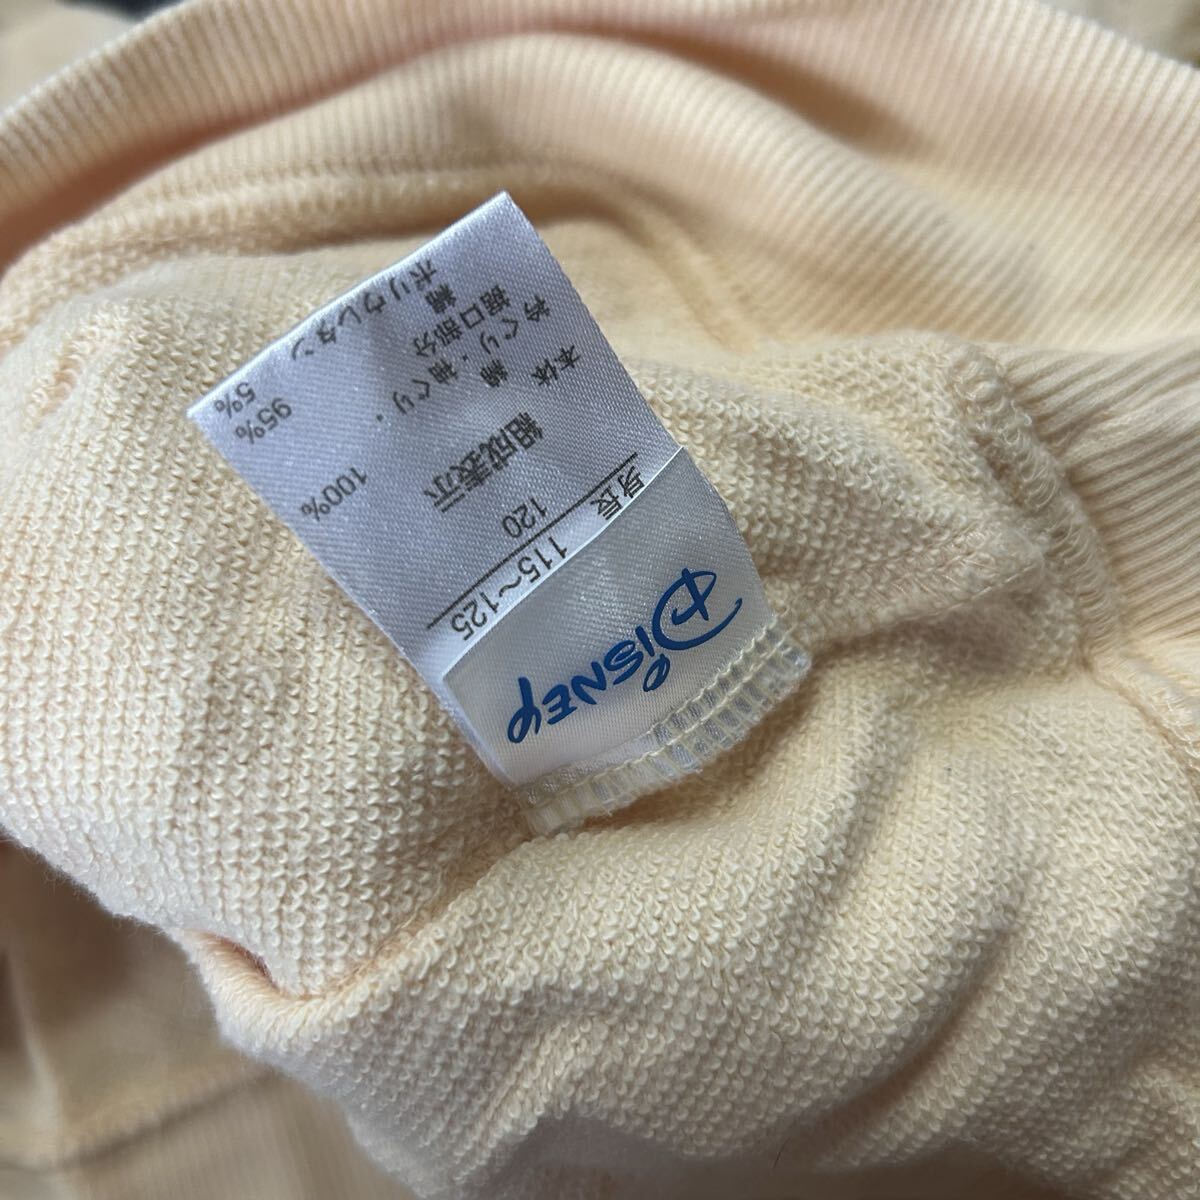 Disney
120
身長 115~125
組成表示
本体 綿 100%
衿ぐり・袖ぐり・
裾口部分
綿 95%
ポリウレタン 5%